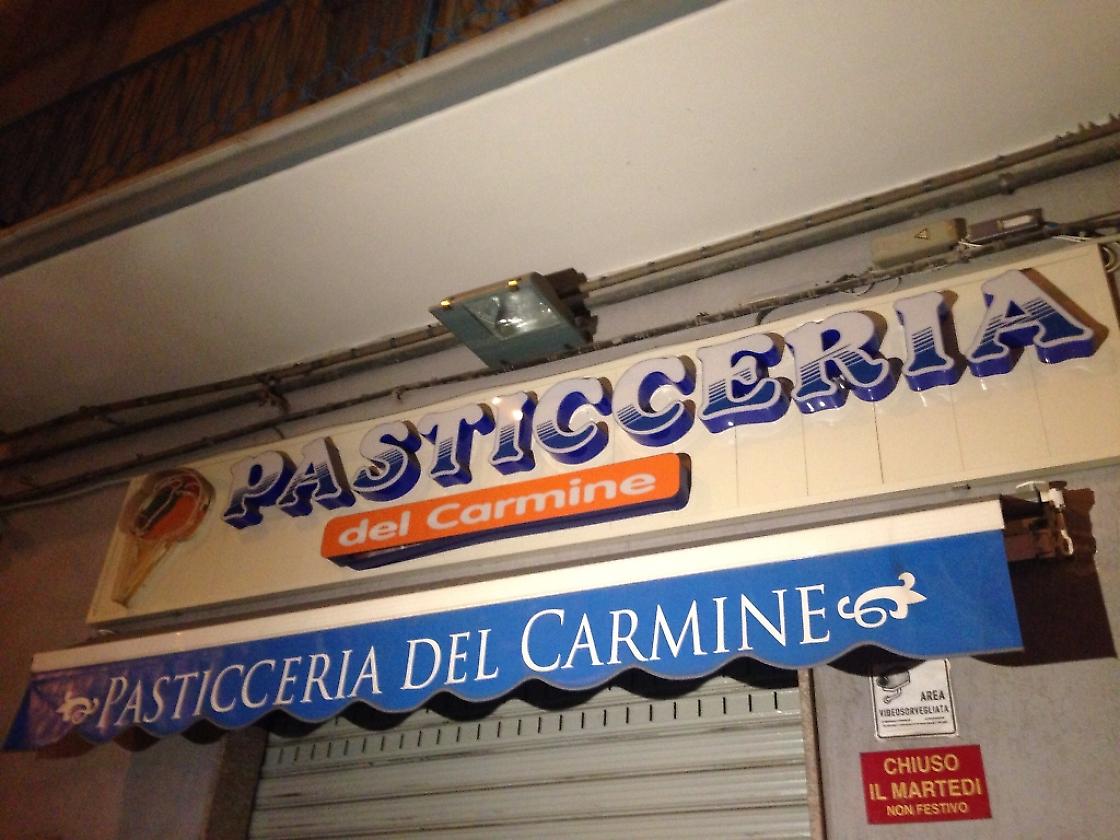 PASTICCERIA
del Carmine
PASTICCERIA DEL CARMINE
AREA
VIDEOSORVEGLIATA
CHIUSO
IL MARTEDI
NON FESTIVO